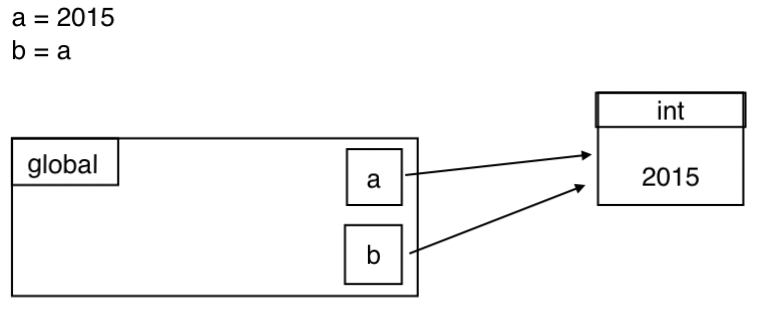 a = 2015
b = a
int
global
a
2015
b